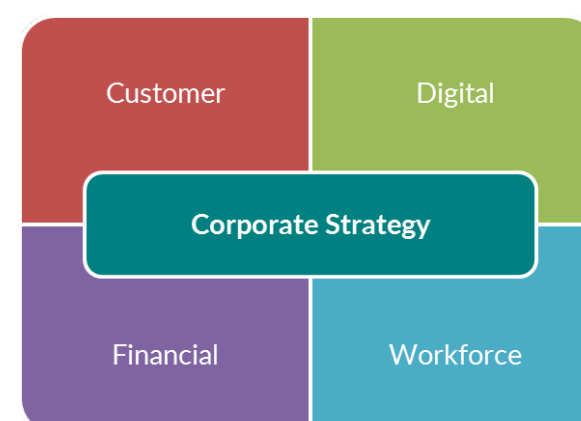 Customer
Digital
Corporate Strategy
Financial
Workforce